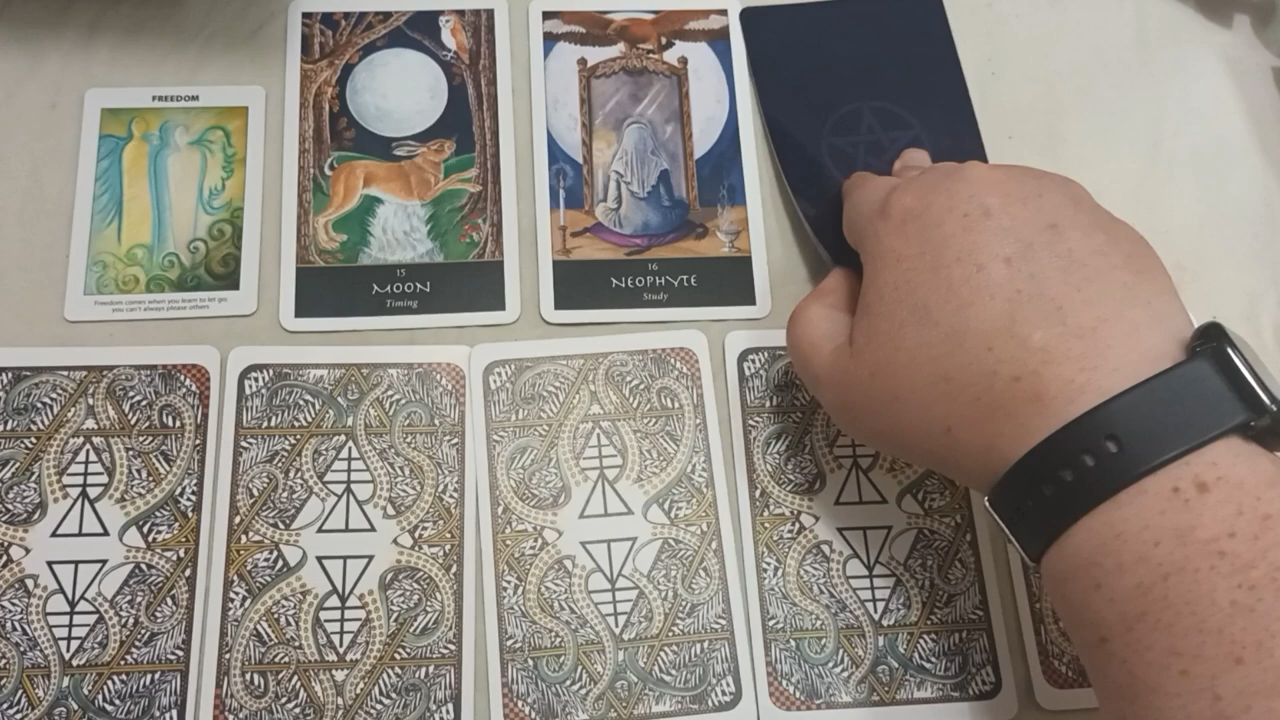 FREEDOM
Freedom comes when you learn to let go,
you can't always please others
15
MOON
Timing
16
NEOPHYTE
Study